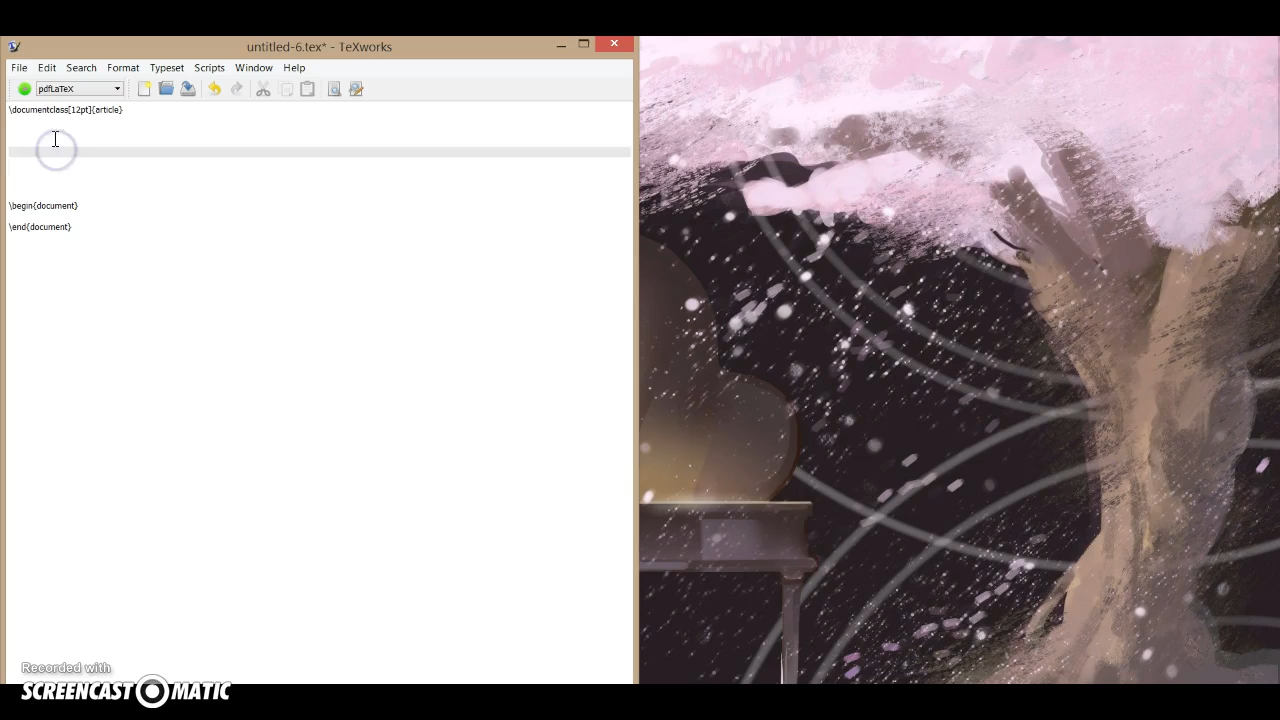 untitled-6.tex* - TeXworks
File Edit Search Format Typeset Scripts Window Help
pdfLaTeX
\documentclass[12pt]{article}
\begin{document}
\end{document}
Recorded with
SCREENCAST O MATIC